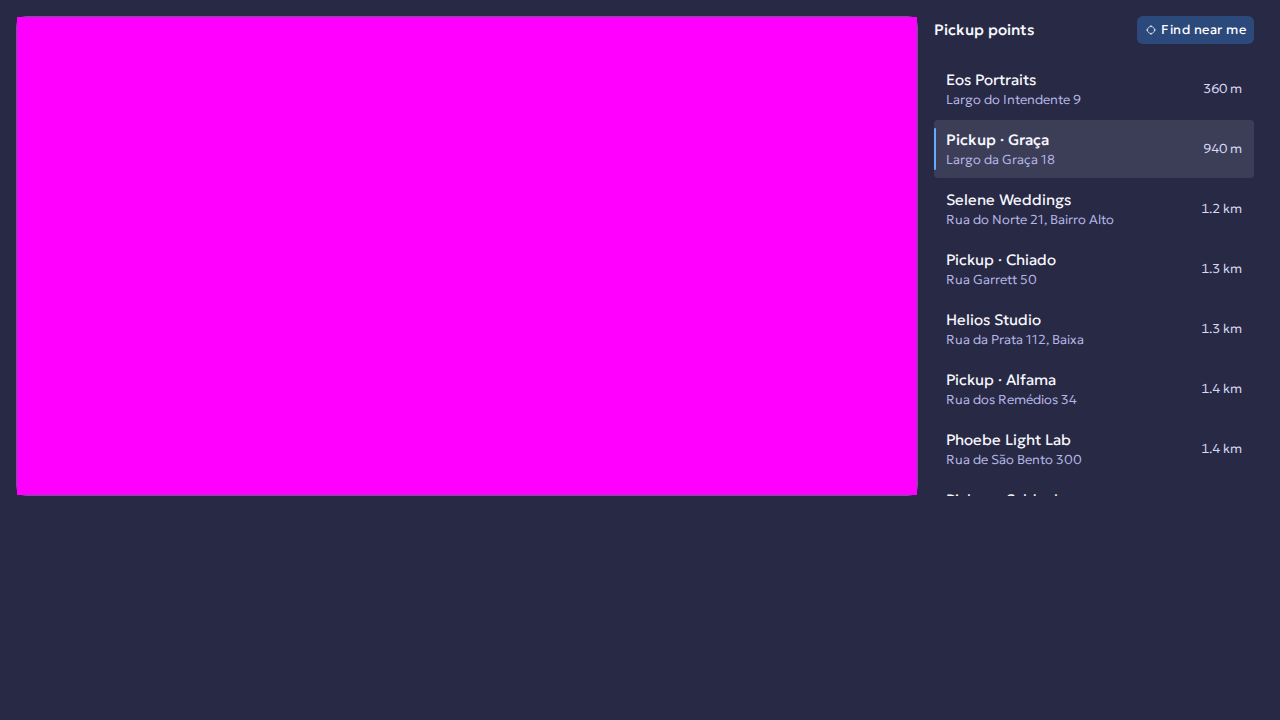 Pickup points
Find near me
Eos Portraits
Largo do Intendente 9
360 m
Pickup · Graça
Largo da Graça 18
940 m
Selene Weddings
Rua do Norte 21, Bairro Alto
1.2 km
Pickup · Chiado
Rua Garrett 50
1.3 km
Helios Studio
Rua da Prata 112, Baixa
1.3 km
Pickup · Alfama
Rua dos Remédios 34
1.4 km
Phoebe Light Lab
Rua de São Bento 300
1.4 km